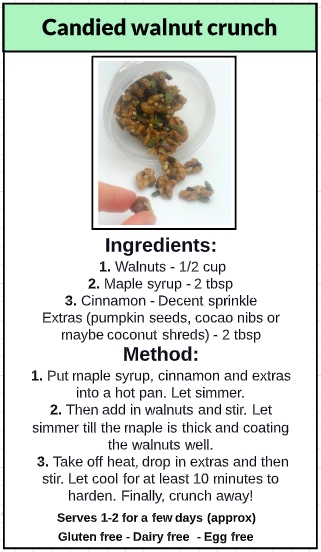 Candied walnut crunch
Ingredients:
1. Walnuts - 1/2 cup
2. Maple syrup - 2 tbsp
3. Cinnamon - Decent sprinkle
Extras (pumpkin seeds, cocao nibs or
maybe coconut shreds) - 2 tbsp
Method:
1. Put maple syrup, cinnamon and extras
into a hot pan. Let simmer.
2. Then add in walnuts and stir. Let
simmer till the maple is thick and coating
the walnuts well.
3. Take off heat, drop in extras and then
stir. Let cool for at least 10 minutes to
harden. Finally, crunch away!
Serves 1-2 for a few days (approx)
Gluten free - Dairy free - Egg free